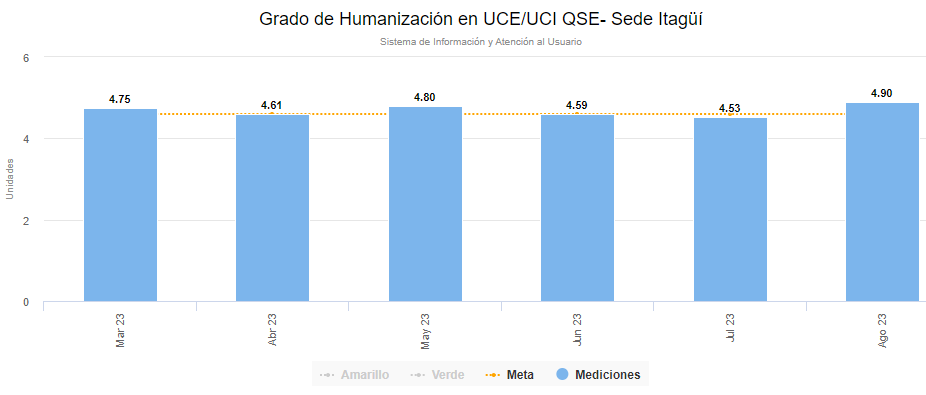 Grado de Humanización en UCE/UCI QSE- Sede Itagüí
Sistema de Información y Atención al Usuario
Unidades
6
4
2
0
4.75
4.61
4.80
4.59
4.53
4.90
Mar 23
Abr 23
May 23
Jun 23
Jul 23
Ago 23
Amarillo Verde Meta Mediciones